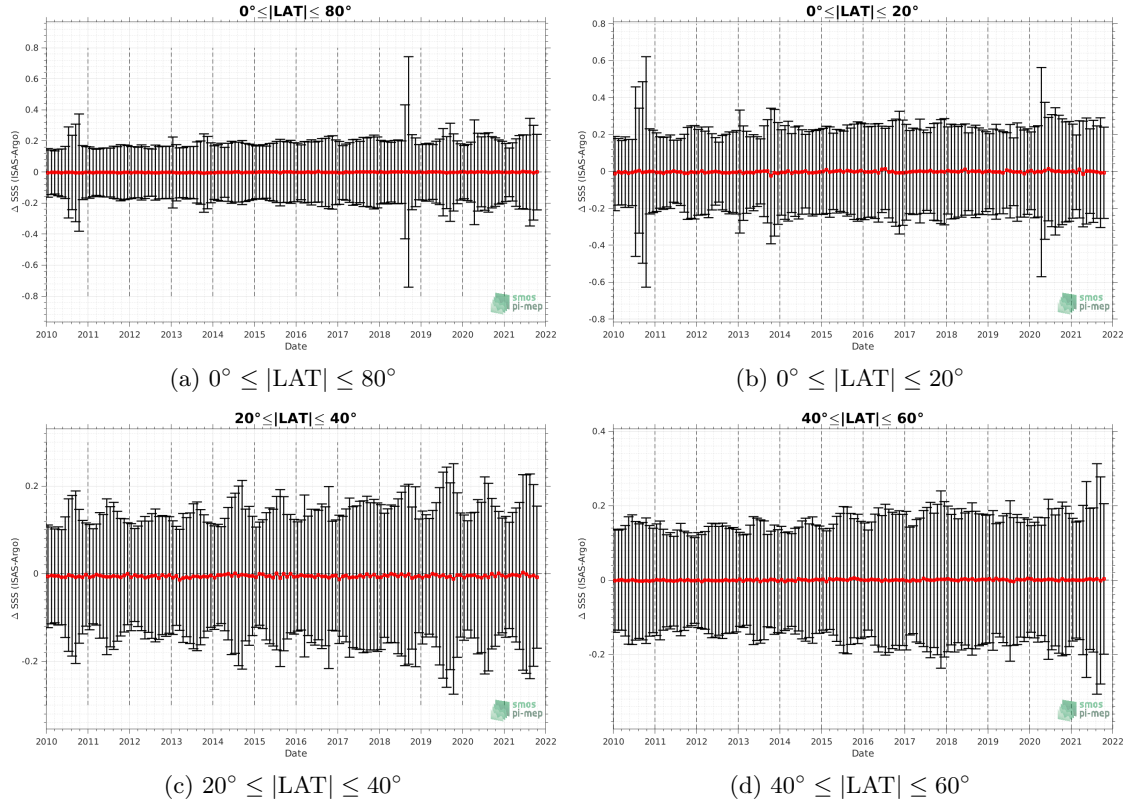 0°≤|LAT|≤ 80°
0.8
0.6
0.4
0.2
0
-0.2
-0.4
-0.6
-0.8
Δ SSS (ISAS-Argo)
2010 2011 2012 2013 2014 2015 2016 2017 2018 2019 2020 2021 2022
Date
smos
pi-mep
(a) 0° ≤ |LAT| ≤ 80°
0°≤|LAT|≤ 20°
0.8
0.6
0.4
0.2
0
-0.2
-0.4
-0.6
-0.8
Δ SSS (ISAS-Argo)
2010 2011 2012 2013 2014 2015 2016 2017 2018 2019 2020 2021 2022
Date
smos
pi-mep
(b) 0° ≤ |LAT| ≤ 20°
20°≤|LAT|≤ 40°
0.2
0
-0.2
Δ SSS (ISAS-Argo)
2010 2011 2012 2013 2014 2015 2016 2017 2018 2019 2020 2021 2022
Date
smos
pi-mep
(c) 20° ≤ |LAT| ≤ 40°
40°≤|LAT|≤ 60°
0.4
0.2
0
-0.2
Δ SSS (ISAS-Argo)
2010 2011 2012 2013 2014 2015 2016 2017 2018 2019 2020 2021 2022
Date
smos
pi-mep
(d) 40° ≤ |LAT| ≤ 60°